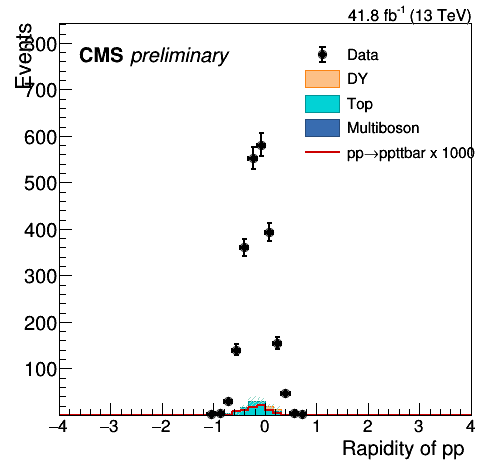 41.8 fb-1 (13 TeV)
CMS preliminary
Events
Data
DY
Top
Multiboson
pp→ppttbar x 1000
800
700
600
500
400
300
200
100
−4 −3 −2 −1 0 1 2 3 4
Rapidity of pp